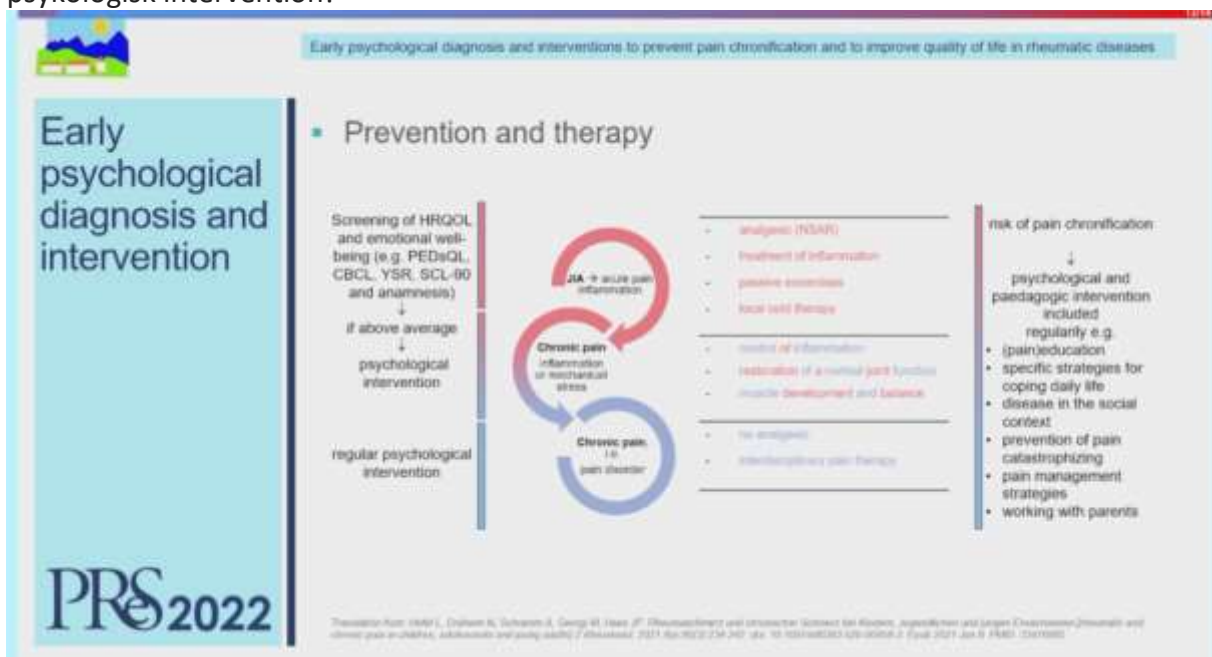 psykologisk intervention.
Early psychological diagnosis and interventions to prevent pain chronification and to improve quality of life in rheumatic diseases
Early
psychological
diagnosis and
intervention
▪ Prevention and therapy
Screening of HRQOL
and emotional well-
being (e.g. PEDsQL,
CBCL, YSR, SCL-90
and anamnesis)
↓
if above average
↓
psychological
intervention
regular psychological
intervention
JIA → acute pain
inflammation
Chronic pain
inflammation
or mechanical
stress
Chronic pain,
i.e.
pain disorder
- analgesic (NSAR)
- treatment of inflammation
- passive
- local cold therapy
- control of inflammation
- restoration of a normal joint function
- muscle development and balance
- no analgesic
- interdisciplinary pain therapy
risk of pain chronification
↓
psychological and
paedagogic intervention
included
regularily e.g.
• (pain)education
• specific strategies for
coping daily life
• disease in the social
context
• prevention of pain
catastrophizing
• pain management
strategies
• working with parents
PReS 2022